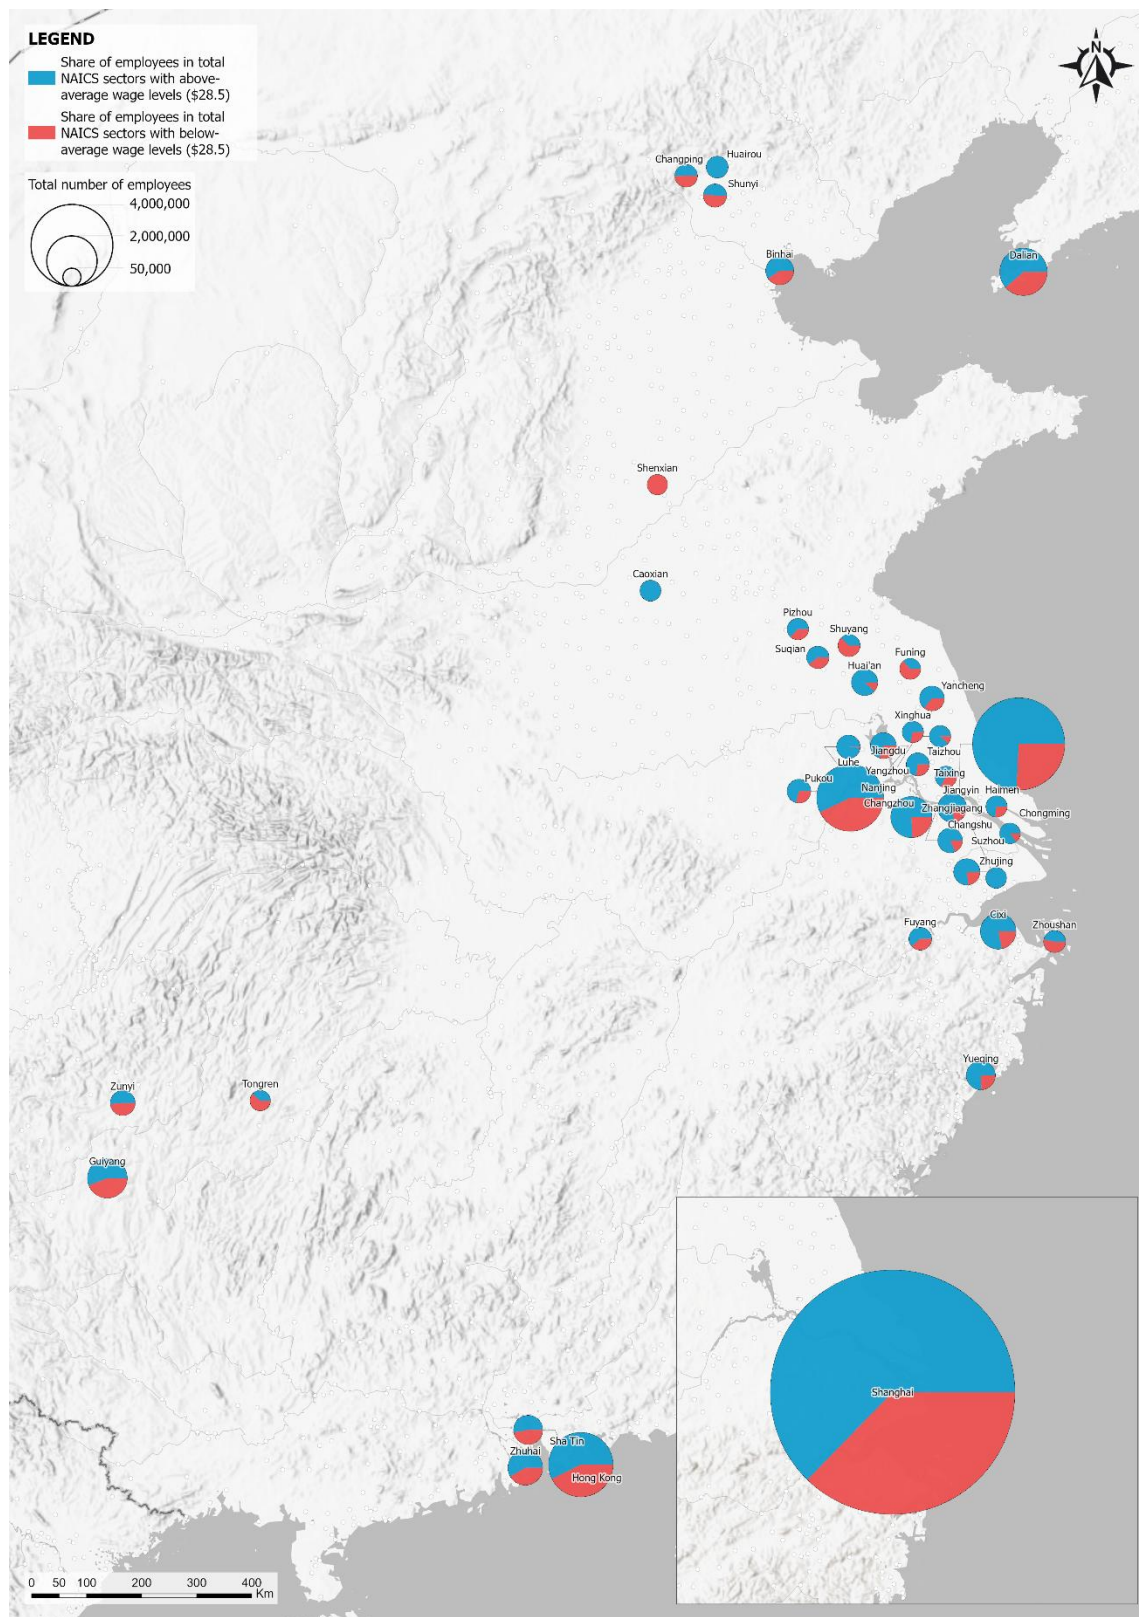 LEGEND
Share of employees in total
NAICS sectors with above-
average wage levels ($28.5)
Share of employees in total
NAICS sectors with below-
average wage levels ($28.5)
Total number of employees
4,000,000
2,000,000
50,000
N
Huairou
Changping
Shunyi
Binhai
Dalian
Shenxian
Caoxian
Pizhou
Shuyang
Suqian
Funing
Huai'an
Yancheng
Xinghua
Jiangdu
Taizhou
Luhe
Yangzhou
Taixing
Pukou
Nanjing
Jiangyin
Haimen
Changzhou
Zhangjiagang
Chongming
Changshu
Suzhou
Zhujing
Fuyang
Cixi
Zhoushan
Yueqing
Zunyi
Tongren
Guiyang
Shanghai
Sha Tin
Zhuhai
Hong Kong
0 50 100 200 300 400
Km